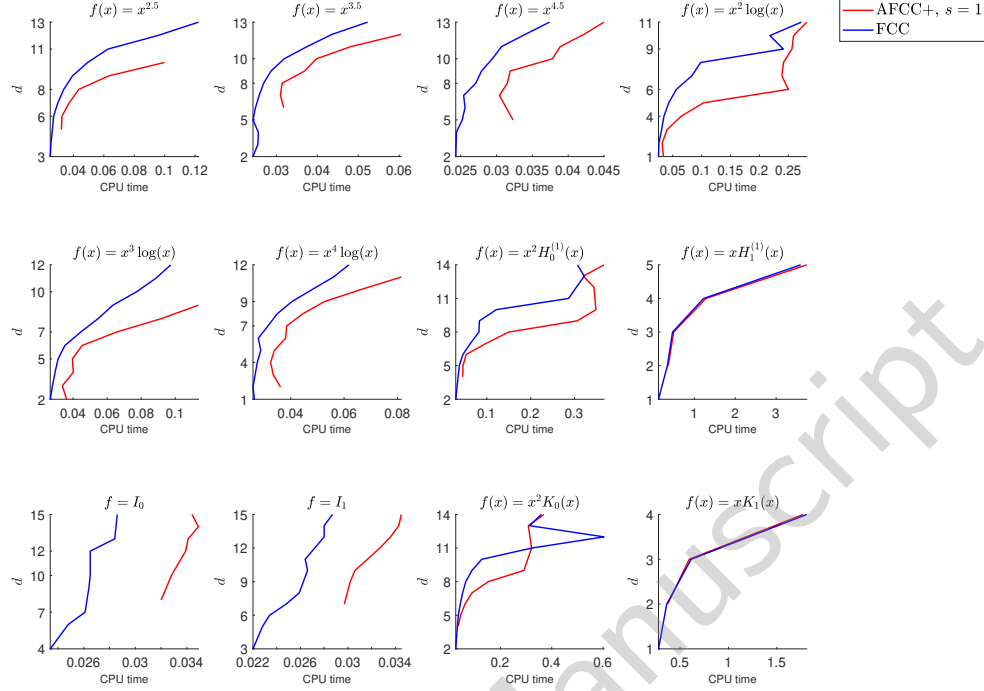 f(x) = x^{2.5}
f(x) = x^{3.5}
f(x) = x^{4.5}
f(x) = x^2 log(x)
AFCC+, s = 1
FCC
13
11
8
6
3
d
0.04 0.06 0.08 0.1 0.12
CPU time
13
10
8
5
2
d
0.03 0.04 0.05 0.06
CPU time
13
10
8
5
2
d
0.025 0.03 0.035 0.04 0.045
CPU time
11
9
6
4
1
d
0.05 0.1 0.15 0.2 0.25
CPU time
f(x) = x^3 log(x)
f(x) = x^4 log(x)
f(x) = x^2 H_0^{(1)}(x)
f(x) = xH_1^{(1)}(x)
12
10
7
5
2
d
0.04 0.06 0.08 0.1
CPU time
12
9
7
4
1
d
0.04 0.06 0.08
CPU time
14
11
8
5
2
d
0.1 0.2 0.3
CPU time
5
4
3
2
1
d
1 2 3
CPU time
f = I_0
f = I_1
f(x) = x^2 K_0(x)
f(x) = xK_1(x)
15
12
10
7
4
d
0.026 0.03 0.034
CPU time
15
12
9
6
3
d
0.022 0.026 0.03 0.034
CPU time
14
11
8
5
2
d
0.2 0.4 0.6
CPU time
4
3
2
1
d
0.5 1 1.5
CPU time
anuscript